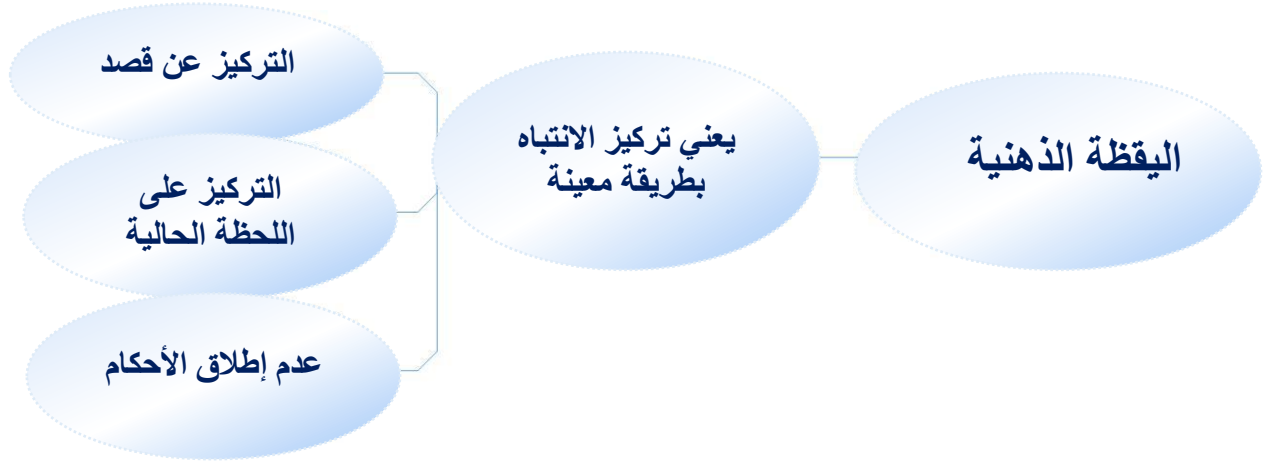 اليقظة الذهنية
يعني تركيز الانتباه
بطريقة معينة
التركيز عن قصد
التركيز على
اللحظة الحالية
عدم إطلاق الأحكام